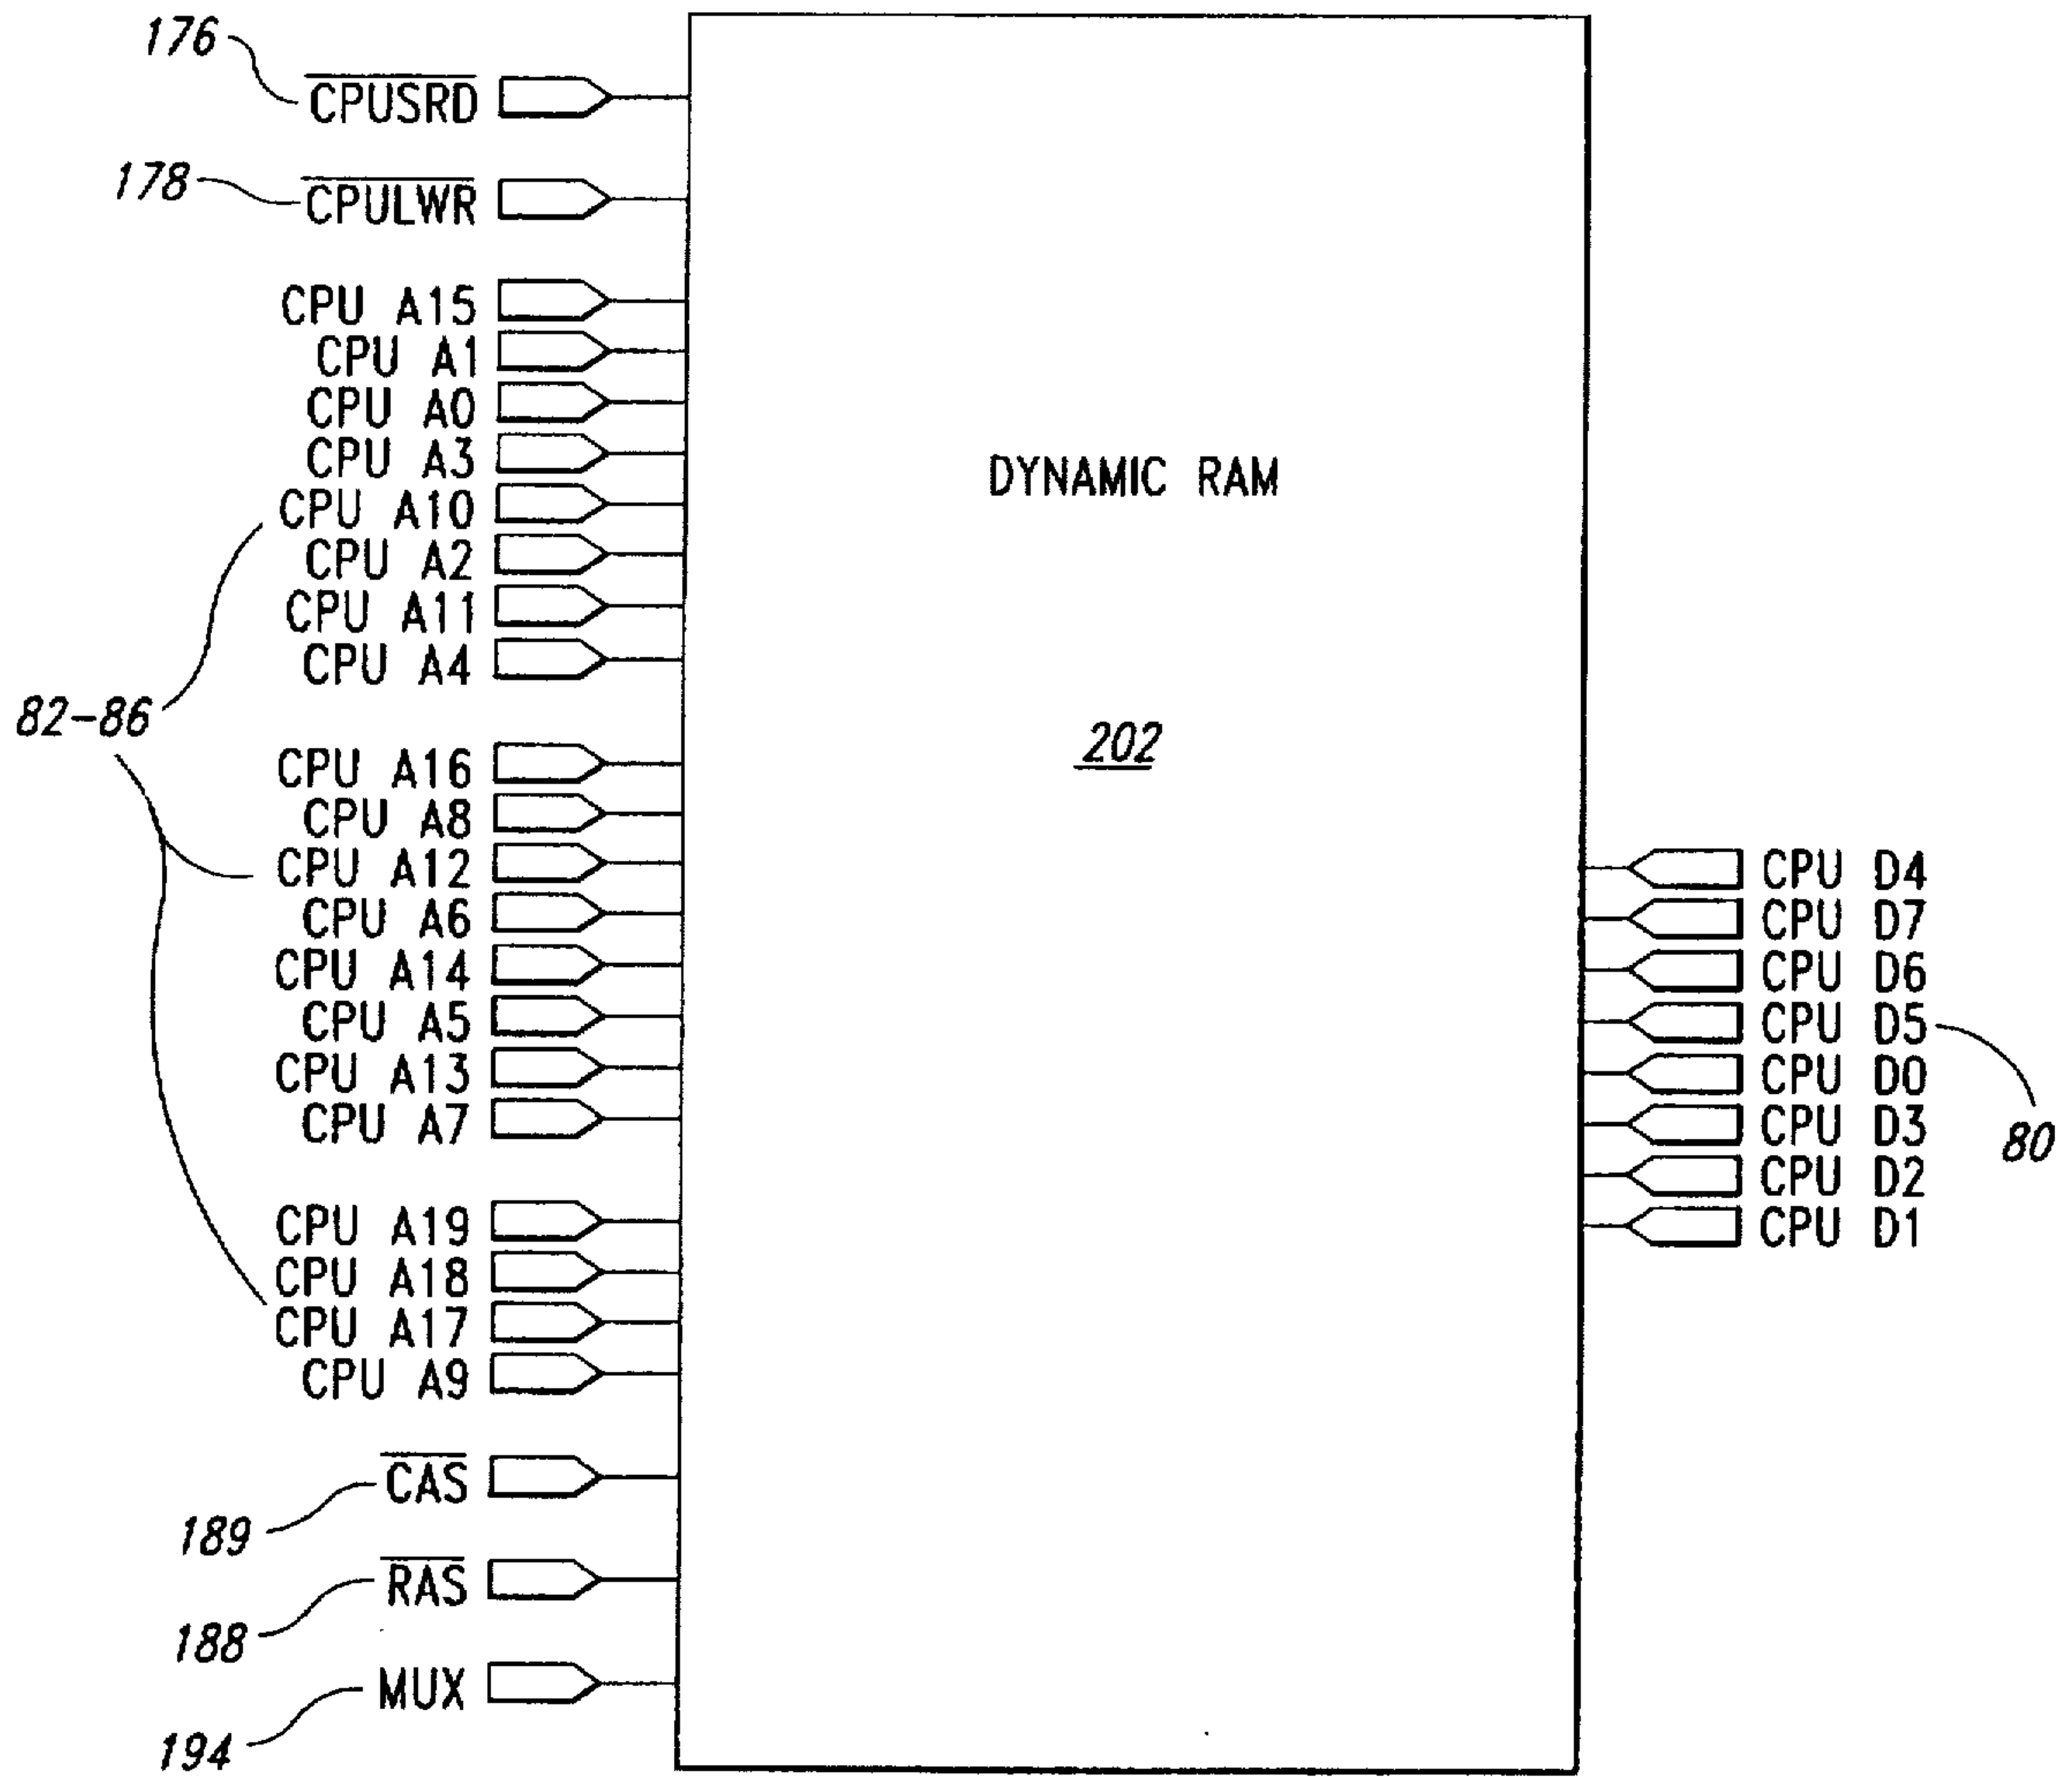 176
CPUSRD
178
CPULWR
CPU A15
CPU A1
CPU A0
CPU A3
CPU A10
CPU A2
CPU A11
CPU A4
82-86
CPU A16
CPU A8
CPU A12
CPU A6
CPU A14
CPU A5
CPU A13
CPU A7
CPU A19
CPU A18
CPU A17
CPU A9
CAS
189
RAS
188
MUX
194
DYNAMIC RAM
202
CPU D4
CPU D7
CPU D6
CPU D5
CPU D0
CPU D3
CPU D2
CPU D1
80